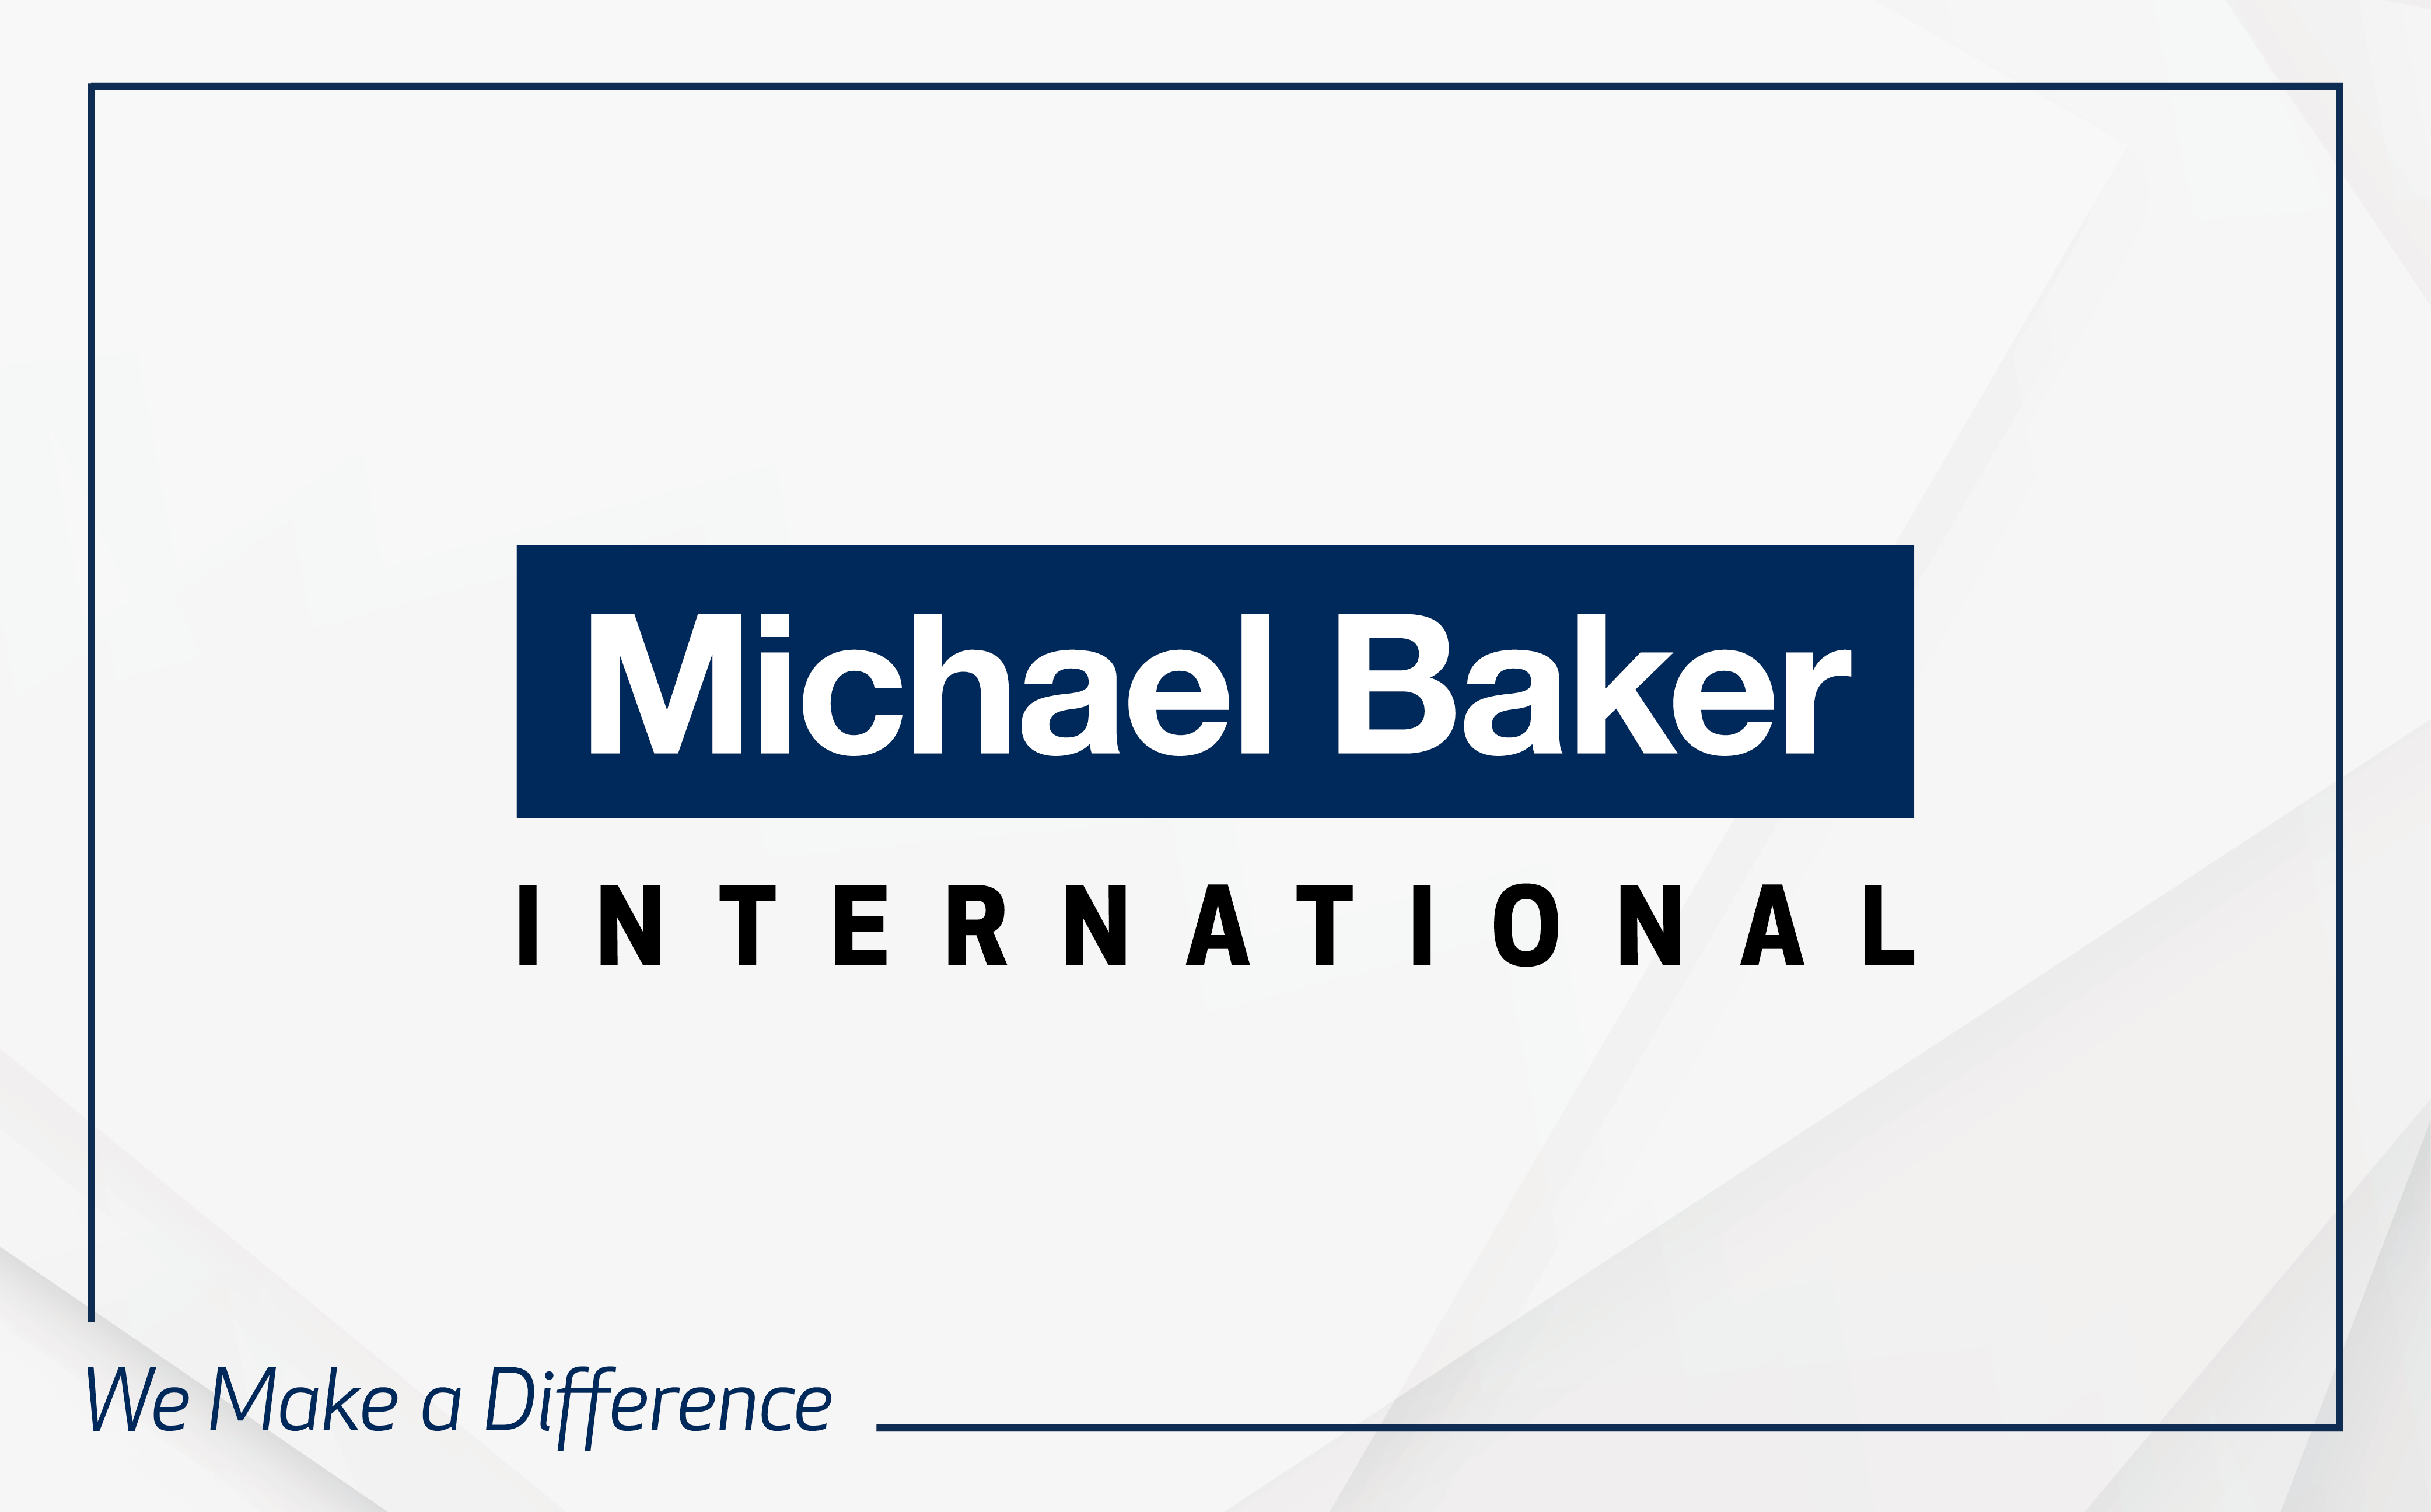 Michael Baker
INTERNATIONAL
We Make a Difference